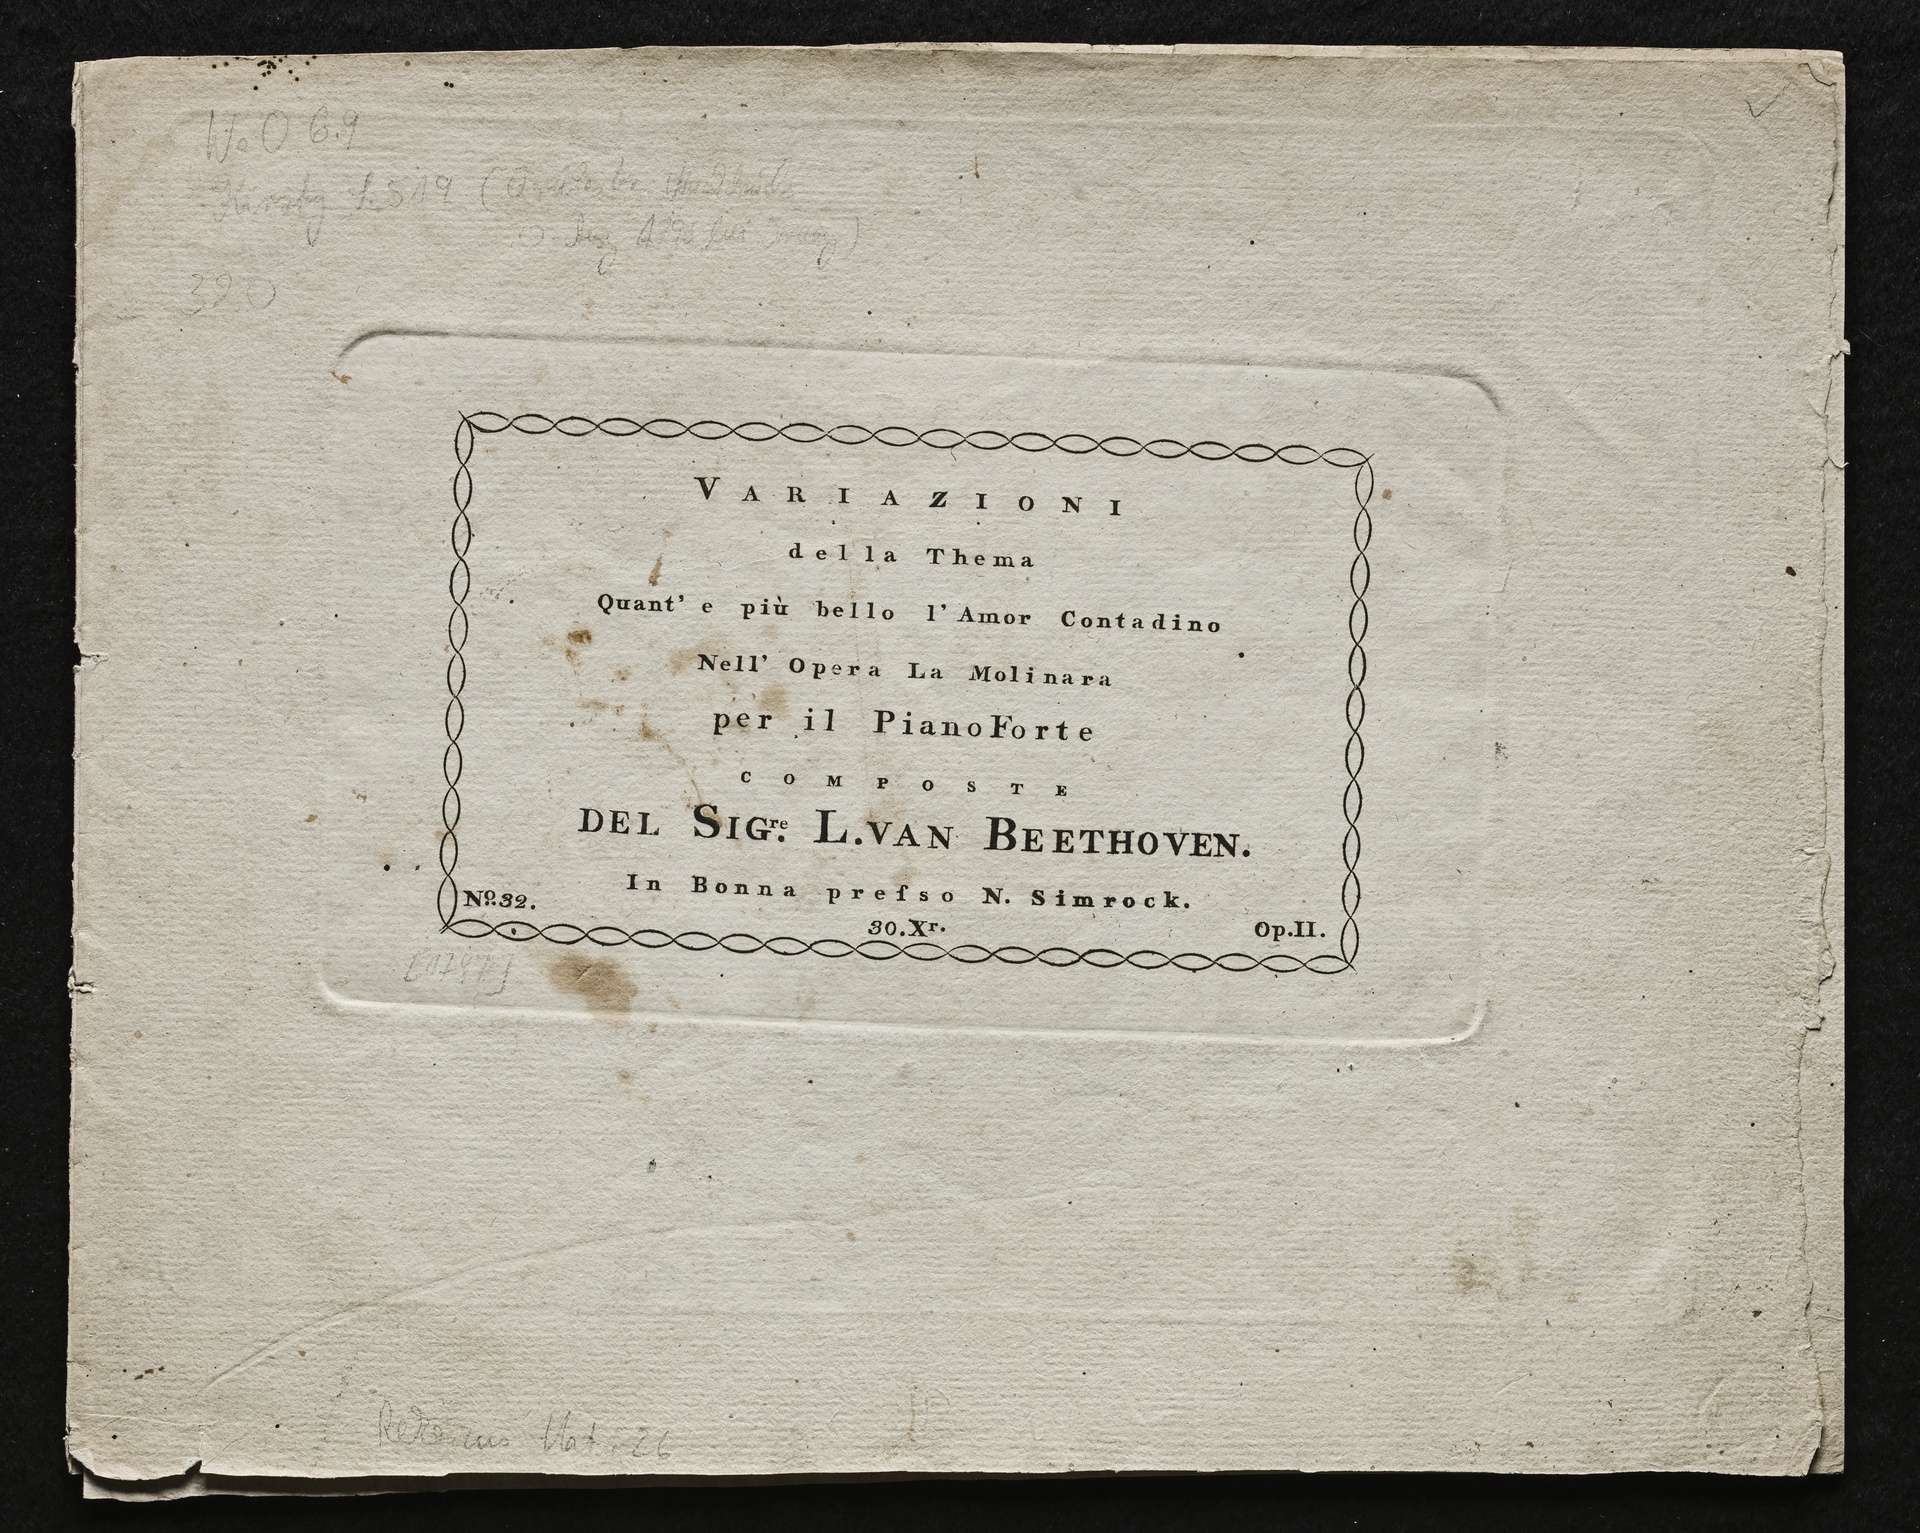 WoO 69
390
VARIAZIONI
della Thema
Quant' e più bello l'Amor Contadino
Nell' Opera La Molinara
per il PianoForte
COMPOSTE
DEL SIGre. L.VAN BEETHOVEN.
In Bonna preſso N. Simrock.
No.32.
30.Xr.
Op.II.
26